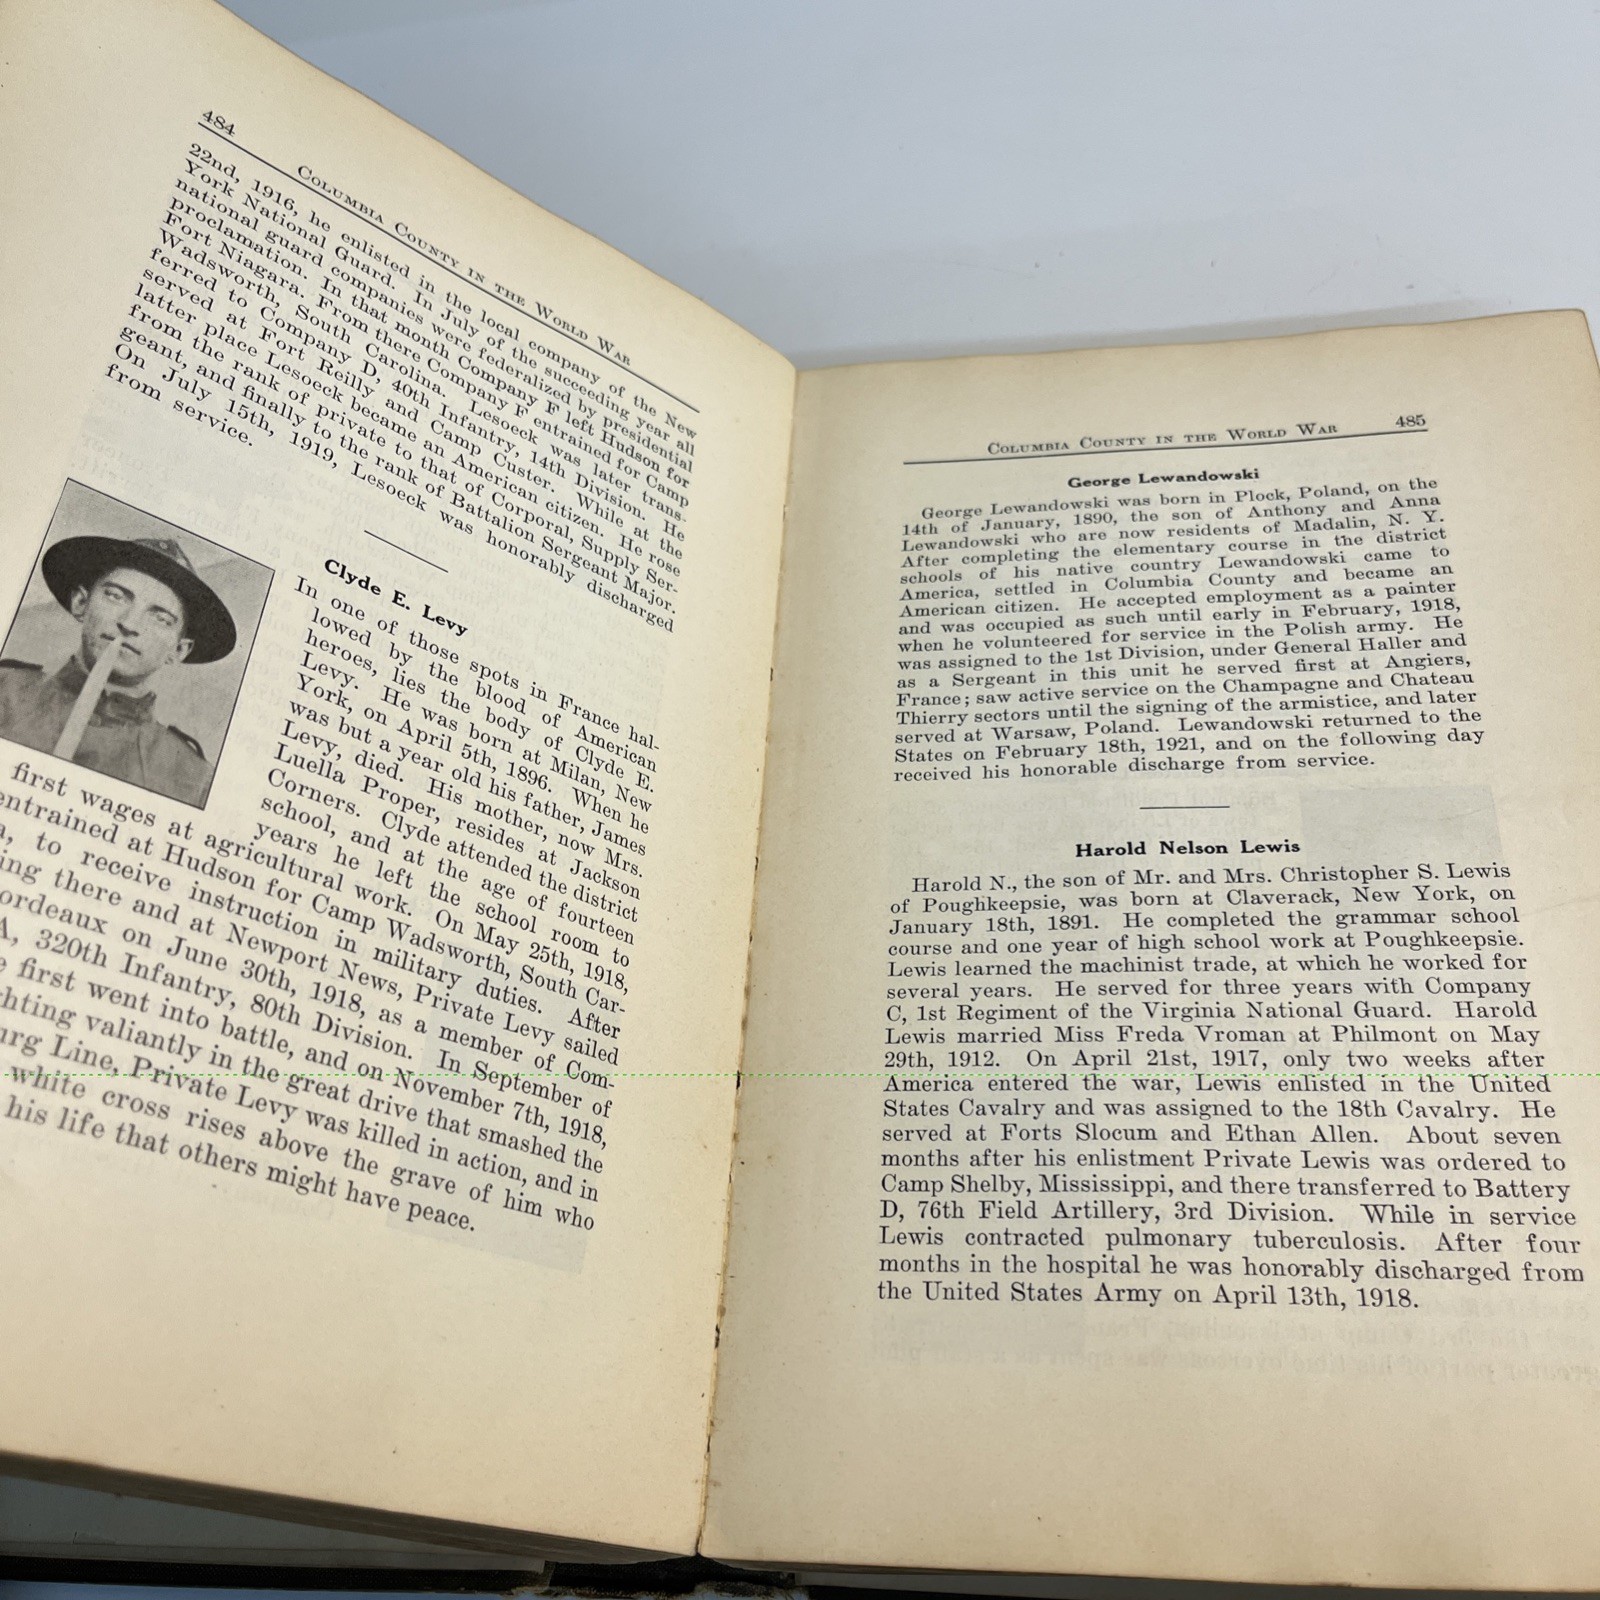 484
COLUMBIA COUNTY IN THE WORLD WAR
22nd, 1916, he enlisted in the local company of the New
York National Guard. In July of the succeeding year all
national guard companies were federalized by presidential
proclamation. In that month Company F left Hudson for
Fort Niagara. From there Company F entrained for Camp
Wadsworth, South Carolina. Lesoeck was later trans-
ferred to Company D, 40th Infantry, 14th Division. He
served at Fort Reilly and Camp Custer. While at the
latter place Lesoeck became an American citizen. He rose
from the rank of private to that of Corporal, Supply Ser-
geant, and finally to the rank of Battalion Sergeant Major.
On July 15th, 1919, Lesoeck was honorably discharged
from service.
Clyde E. Levy
In one of those spots in France hal-
lowed by the blood of American
heroes, lies the body of Clyde E.
Levy. He was born at Milan, New
York, on April 5th, 1896. When he
was but a year old his father, James
Levy, died. His mother, now Mrs.
Luella Proper, resides at Jackson
Corners. Clyde attended the district
school, and at the age of fourteen
years he left the school room to
first wages at agricultural work. On May 25th, 1918,
entrained at Hudson for Camp Wadsworth, South Car-
to receive instruction in military duties. After
ing there and at Newport News, Private Levy sailed
ordeaux on June 30th, 1918, as a member of Com-
A, 320th Infantry, 80th Division. In September of
e first went into battle, and on November 7th, 1918,
hting valiantly in the great drive that smashed the
urg Line, Private Levy was killed in action, and in
white cross rises above the grave of him who
his life that others might have peace.
COLUMBIA COUNTY IN THE WORLD WAR 485
George Lewandowski
George Lewandowski was born in Plock, Poland, on the
14th of January, 1890, the son of Anthony and Anna
Lewandowski who are now residents of Madalin, N. Y.
After completing the elementary course in the district
schools of his native country Lewandowski came to
America, settled in Columbia County and became an
American citizen. He accepted employment as a painter
and was occupied as such until early in February, 1918,
when he volunteered for service in the Polish army. He
was assigned to the 1st Division, under General Haller and
as a Sergeant in this unit he served first at Angiers,
France; saw active service on the Champagne and Chateau
Thierry sectors until the signing of the armistice, and later
served at Warsaw, Poland. Lewandowski returned to the
States on February 18th, 1921, and on the following day
received his honorable discharge from service.
Harold Nelson Lewis
Harold N., the son of Mr. and Mrs. Christopher S. Lewis
of Poughkeepsie, was born at Claverack, New York, on
January 18th, 1891. He completed the grammar school
course and one year of high school work at Poughkeepsie.
Lewis learned the machinist trade, at which he worked for
several years. He served for three years with Company
C, 1st Regiment of the Virginia National Guard. Harold
Lewis married Miss Freda Vroman at Philmont on May
29th, 1912. On April 21st, 1917, only two weeks after
America entered the war, Lewis enlisted in the United
States Cavalry and was assigned to the 18th Cavalry. He
served at Forts Slocum and Ethan Allen. About seven
months after his enlistment Private Lewis was ordered to
Camp Shelby, Mississippi, and there transferred to Battery
D, 76th Field Artillery, 3rd Division. While in service
Lewis contracted pulmonary tuberculosis. After four
months in the hospital he was honorably discharged from
the United States Army on April 13th, 1918.